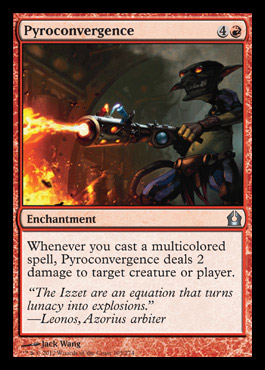 Pyroconvergence 4
Enchantment
Whenever you cast a multicolored
spell, Pyroconvergence deals 2
damage to target creature or player.
“The Izzet are an equation that turns
lunacy into explosions.”
—Leonos, Azorius arbiter
Jack Wang